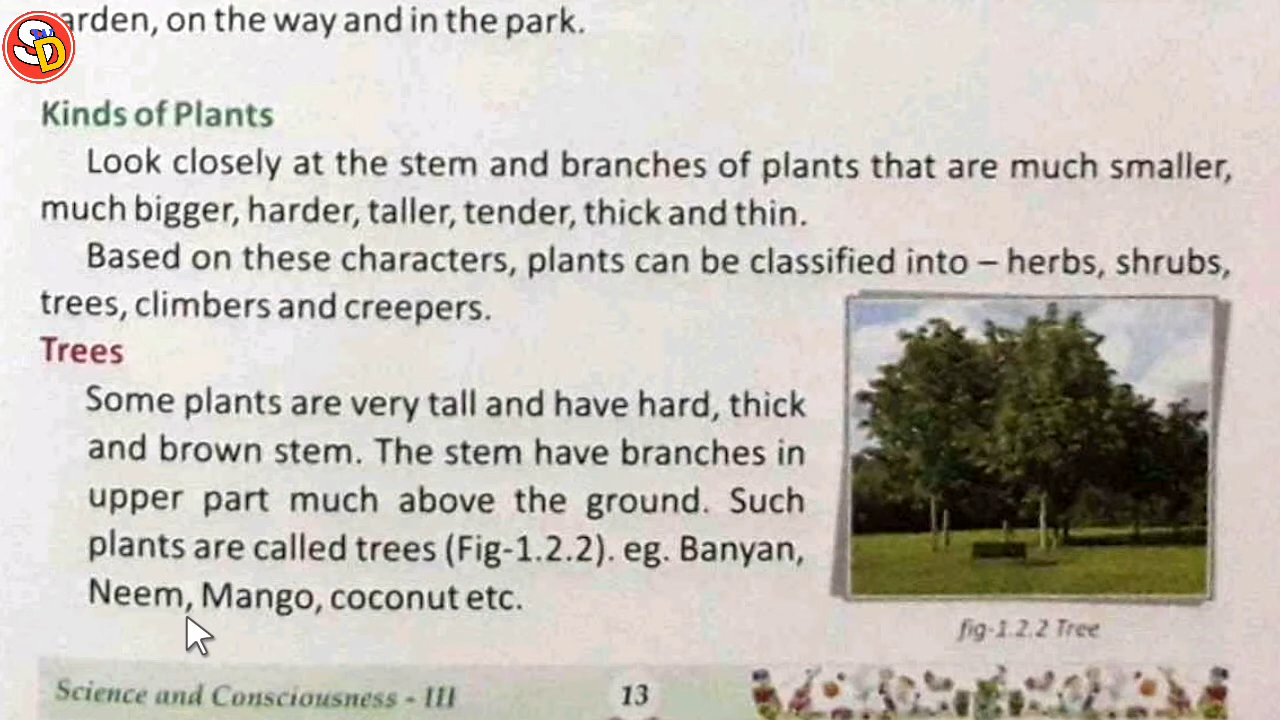 SD
arden, on the way and in the park.
Kinds of Plants
Look closely at the stem and branches of plants that are much smaller,
much bigger, harder, taller, tender, thick and thin.
Based on these characters, plants can be classified into – herbs, shrubs,
trees, climbers and creepers.
Trees
Some plants are very tall and have hard, thick
and brown stem. The stem have branches in
upper part much above the ground. Such
plants are called trees (Fig-1.2.2). eg. Banyan,
Neem, Mango, coconut etc.
fig-1.2.2 Tree
Science and Consciousness - III
13